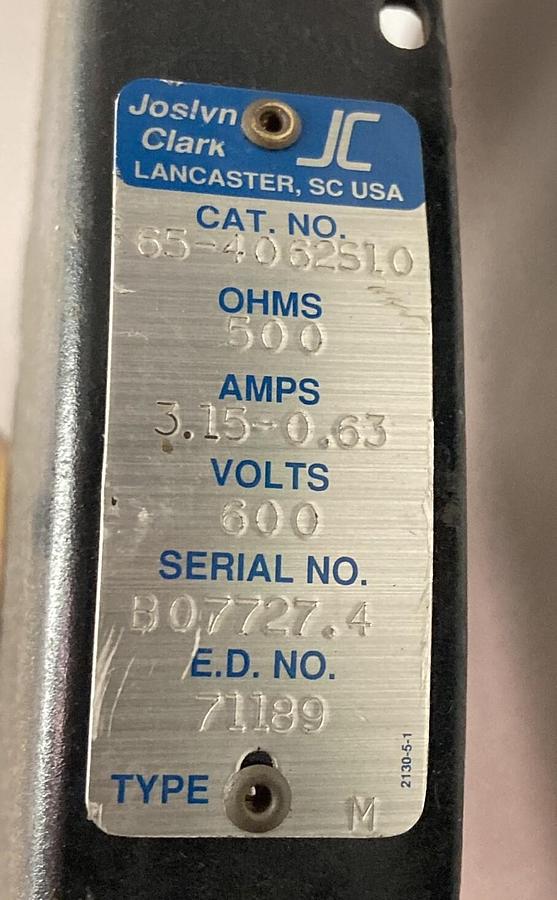 Joslyn
Clark
JC
LANCASTER, SC USA
CAT. NO.
65-4062S10
OHMS
500
AMPS
3.15-0.63
VOLTS
600
SERIAL NO.
B07727.4
E.D. NO.
71189
TYPE M
2130-5-1